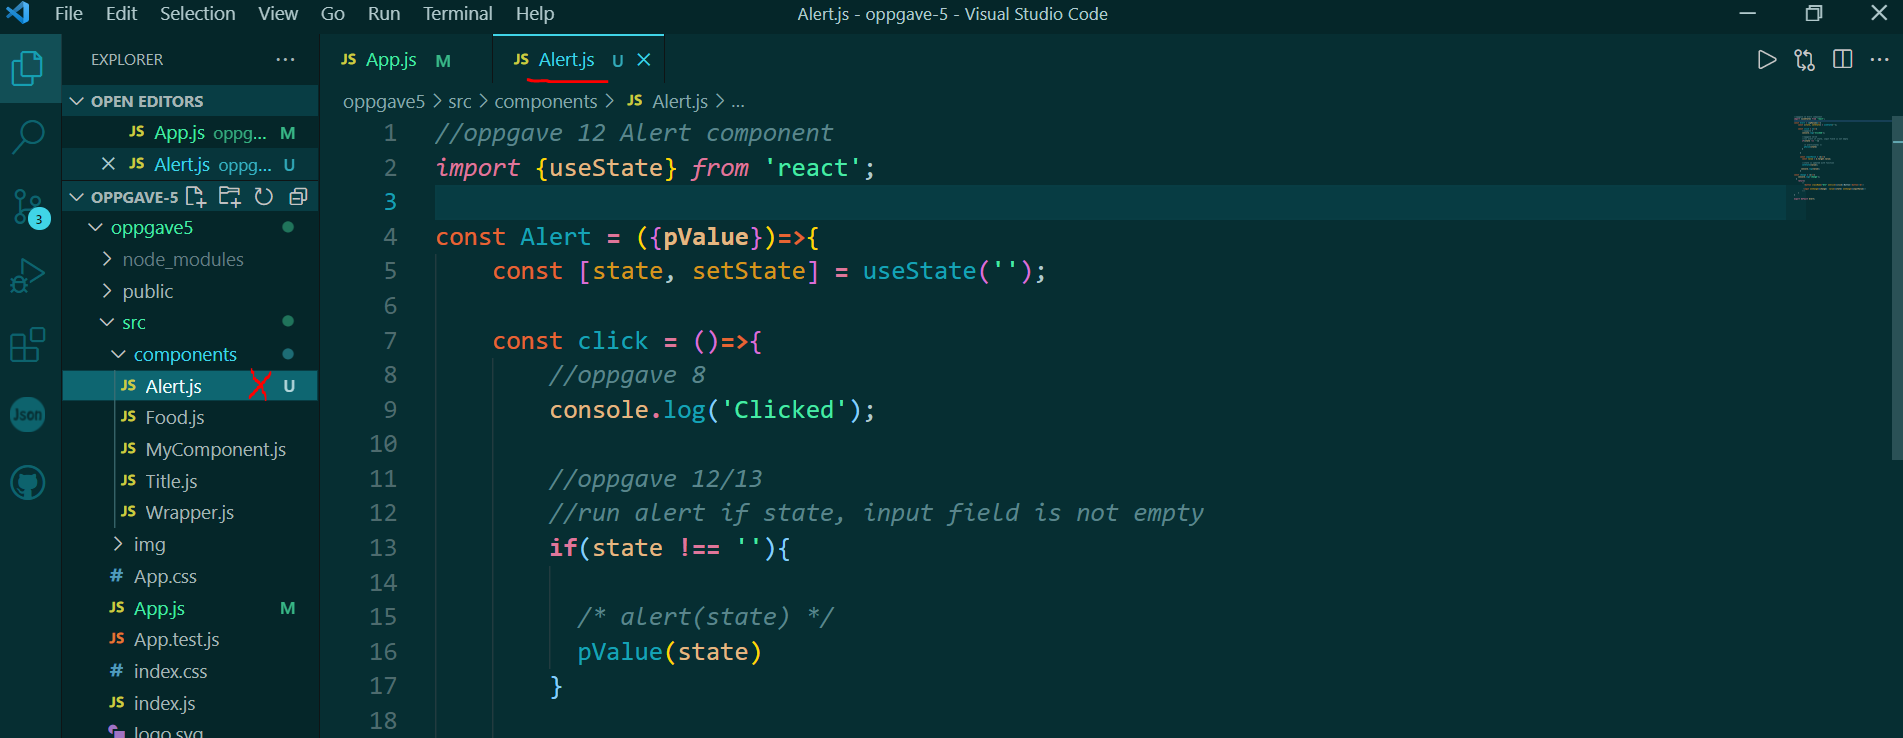 File Edit Selection View Go Run Terminal Help Alert.js - oppgave-5 - Visual Studio Code
EXPLORER ...
JS App.js M
JS Alert.js U
OPEN EDITORS
JS App.js oppg... M
JS Alert.js oppg... U
OPPGAVE-5
3
oppgave5
node_modules
public
src
components
JS Alert.js U
JS Food.js
JS MyComponent.js
JS Title.js
JS Wrapper.js
img
# App.css
JS App.js M
JS App.test.js
# index.css
JS index.js
logo.svg
Json
oppgave5 > src > components > JS Alert.js > ...
1 //oppgave 12 Alert component
2 import {useState} from 'react';
3
4 const Alert = ({pValue})=>{
5 const [state, setState] = useState('');
6
7 const click = ()=>{
8 //oppgave 8
9 console.log('Clicked');
10
11 //oppgave 12/13
12 //run alert if state, input field is not empty
13 if(state !== ''){
14
15 /* alert(state) */
16 pValue(state)
17 }
18